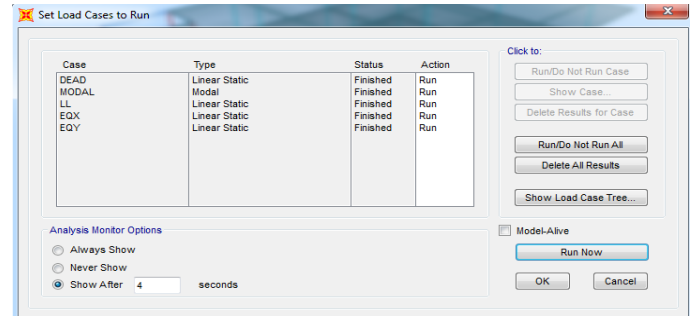 Set Load Cases to Run
Click to:
Case Type Status Action
DEAD Linear Static Finished Run
MODAL Modal Finished Run
LL Linear Static Finished Run
EQX Linear Static Finished Run
EQY Linear Static Finished Run
Run/Do Not Run Case
Show Case...
Delete Results for Case
Run/Do Not Run All
Delete All Results
Show Load Case Tree...
Analysis Monitor Options
Always Show
Never Show
Show After 4 seconds
Model-Alive
Run Now
OK Cancel